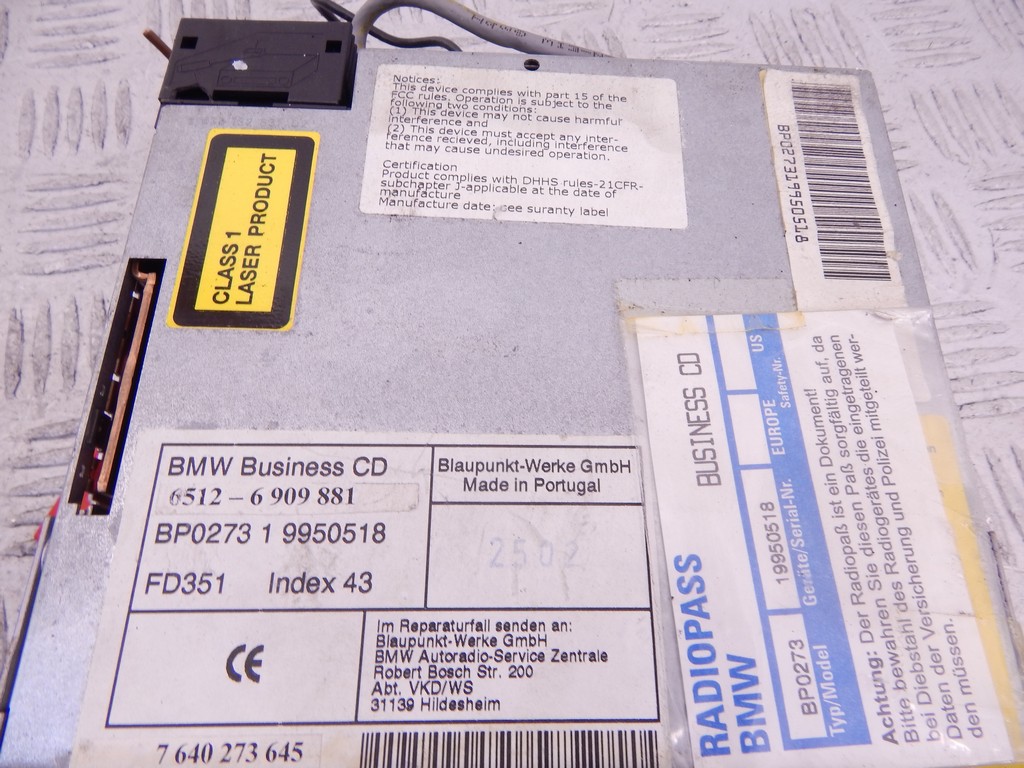 Notices:
This device complies with part 15 of the
FCC rules. Operation is subject to the
following two conditions:
(1) This device may not cause harmful
interference and
(2) This device must accept any inter-
ference recieved, including interference
that may cause undesired operation.
Certification
Product complies with DHHS rules-21CFR-
subchapter J-applicable at the date of
manufacture
Manufacture date: see suranty label
CLASS 1
LASER PRODUCT
BP027319950518
BMW Business CD
6512 – 6 909 881
BP0273 1 9950518
FD351 Index 43
Blaupunkt-Werke GmbH
Made in Portugal
2502
CE
Im Reparaturfall senden an:
Blaupunkt-Werke GmbH
BMW Autoradio-Service Zentrale
Robert Bosch Str. 200
Abt. VKD/WS
31139 Hildesheim
7 640 273 645
RADIOPASS
BMW
BUSINESS CD
BP0273
19950518
Typ/Model
Geräte/Serial-Nr.
EUROPE
US
Safety-Nr.
Achtung: Der Radiopaß ist ein Dokument!
Bitte bewahren Sie diesen Paß sorgfältig auf, da
bei Diebstahl des Radiogerätes die eingetragenen
Daten der Versicherung und Polizei mitgeteilt wer-
den müssen.